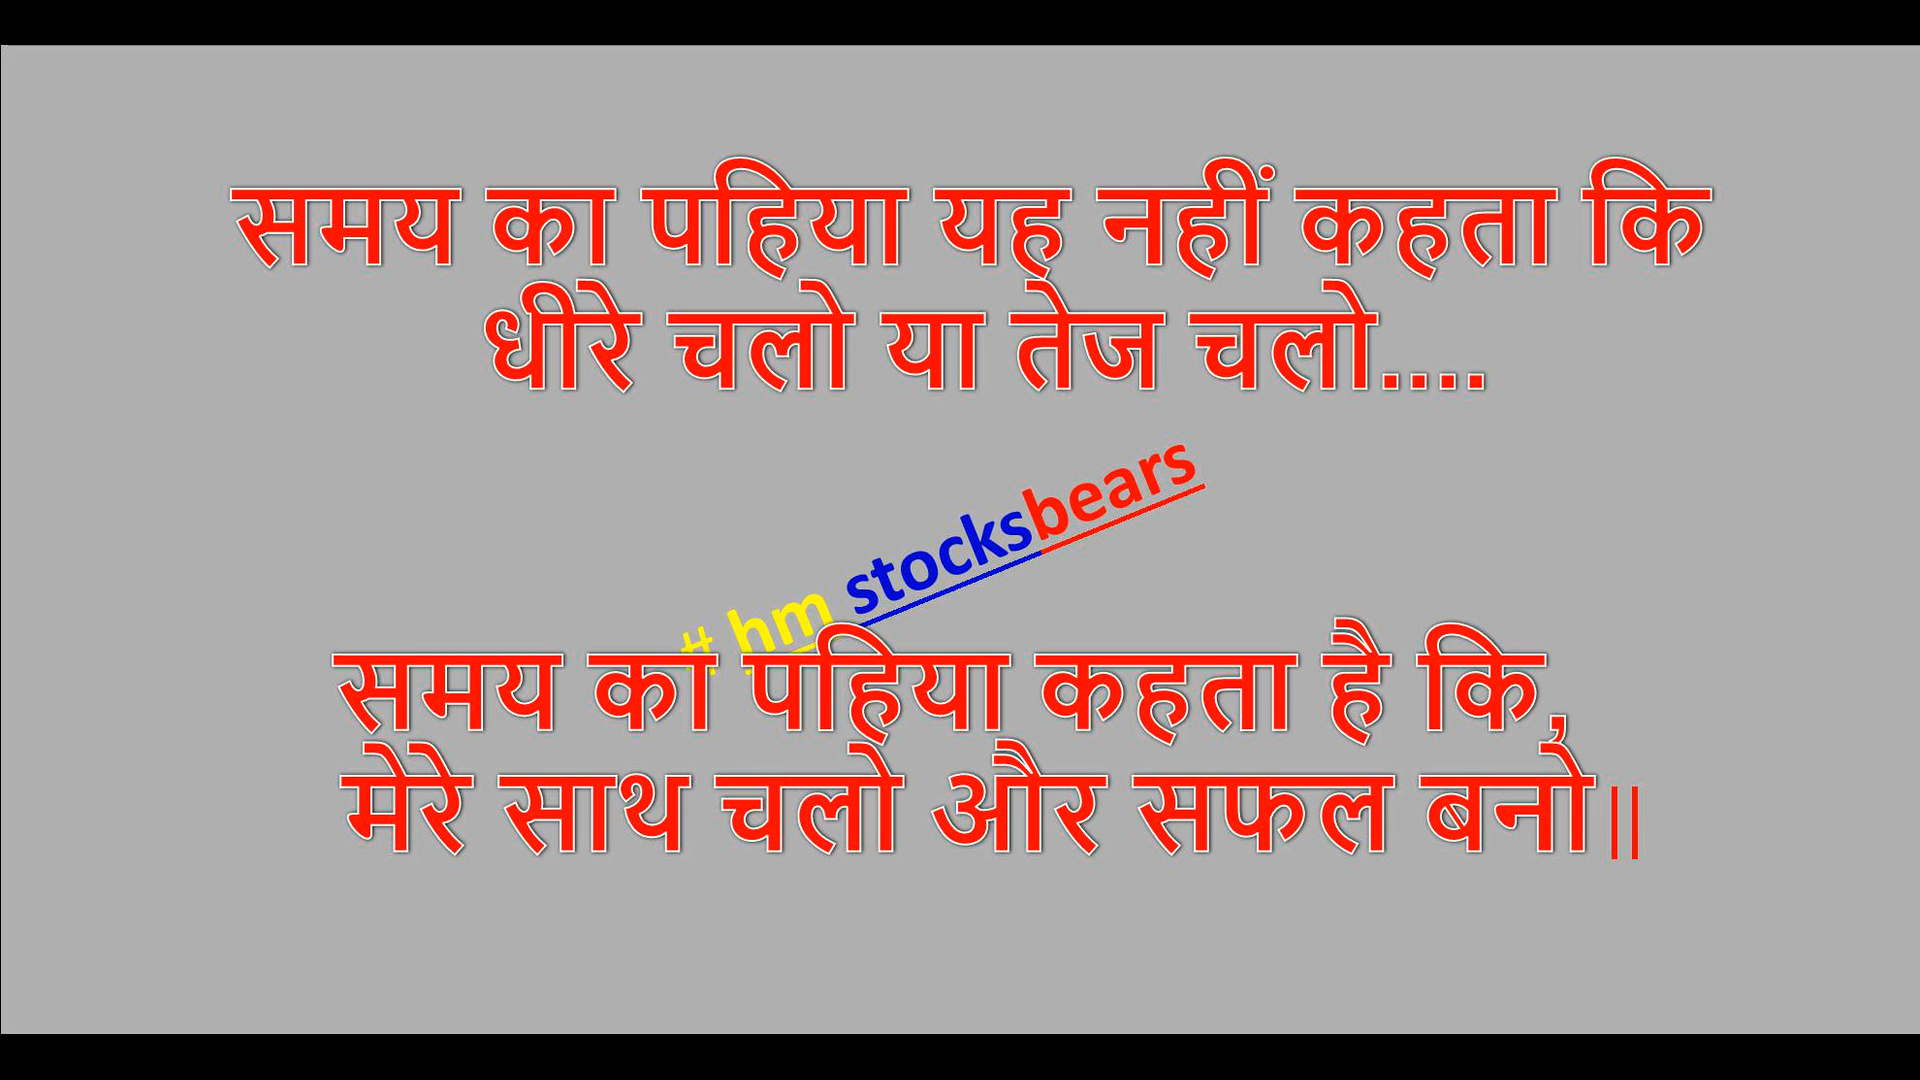 समय का पहिया यह नहीं कहता कि
धीरे चलो या तेज चलो....
# hm stocksbears
समय का पहिया कहता है कि,
मेरे साथ चलो और सफल बनो||